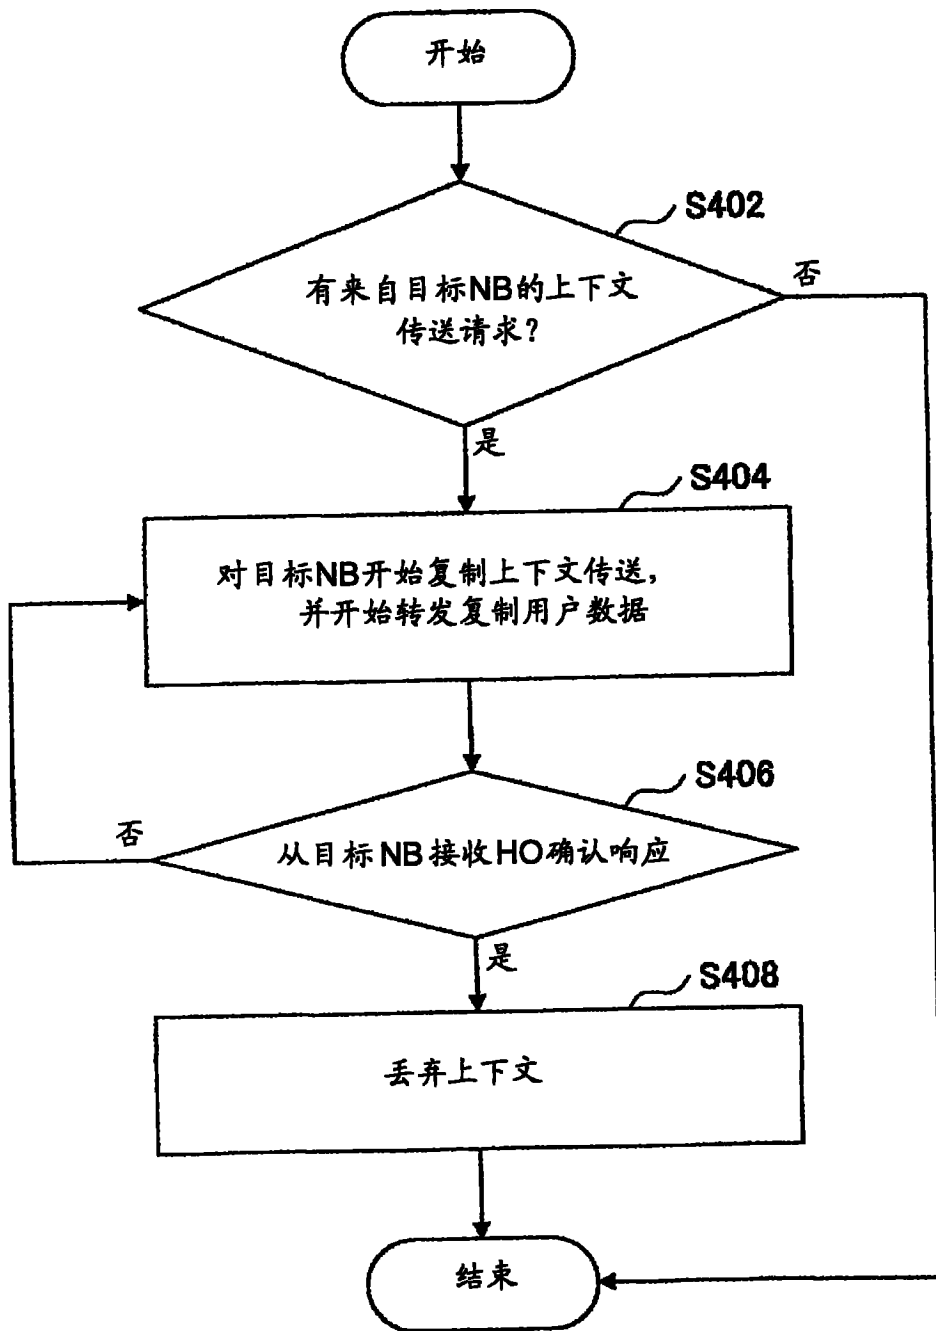 开始
S402
有来自目标NB的上下文
传送请求？
否
是
S404
对目标NB开始复制上下文传送，
并开始转发复制用户数据
S406
否
从目标NB接收HO确认响应
是
S408
丢弃上下文
结束